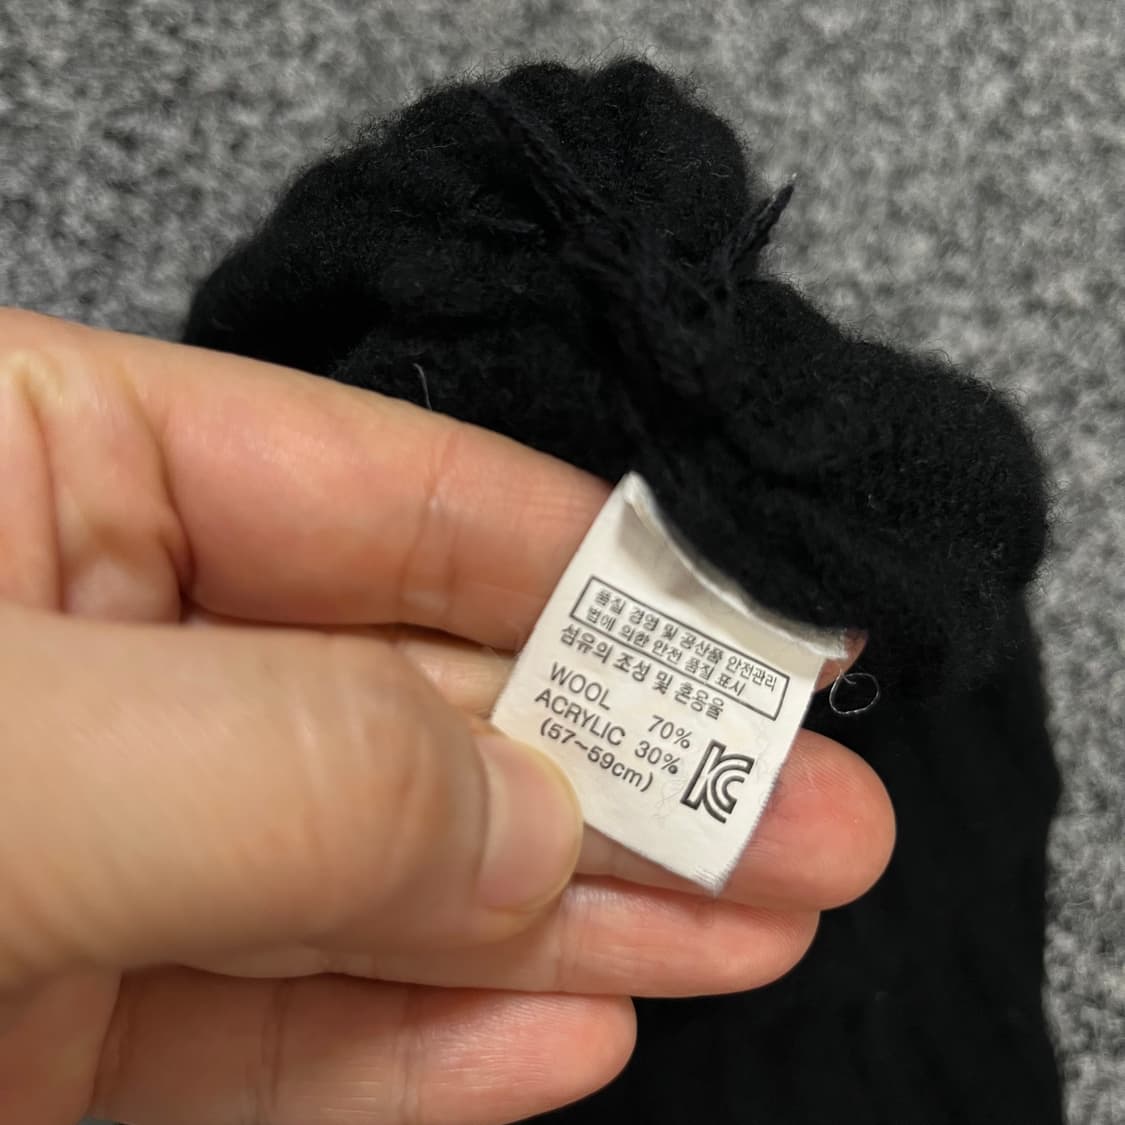 품질 경영 및 공산품 안전관리
법에 의한 안전 품질 표시
섬유의 조성 및 혼용율
WOOL 70%
ACRYLIC 30%
(57~59cm)
KC